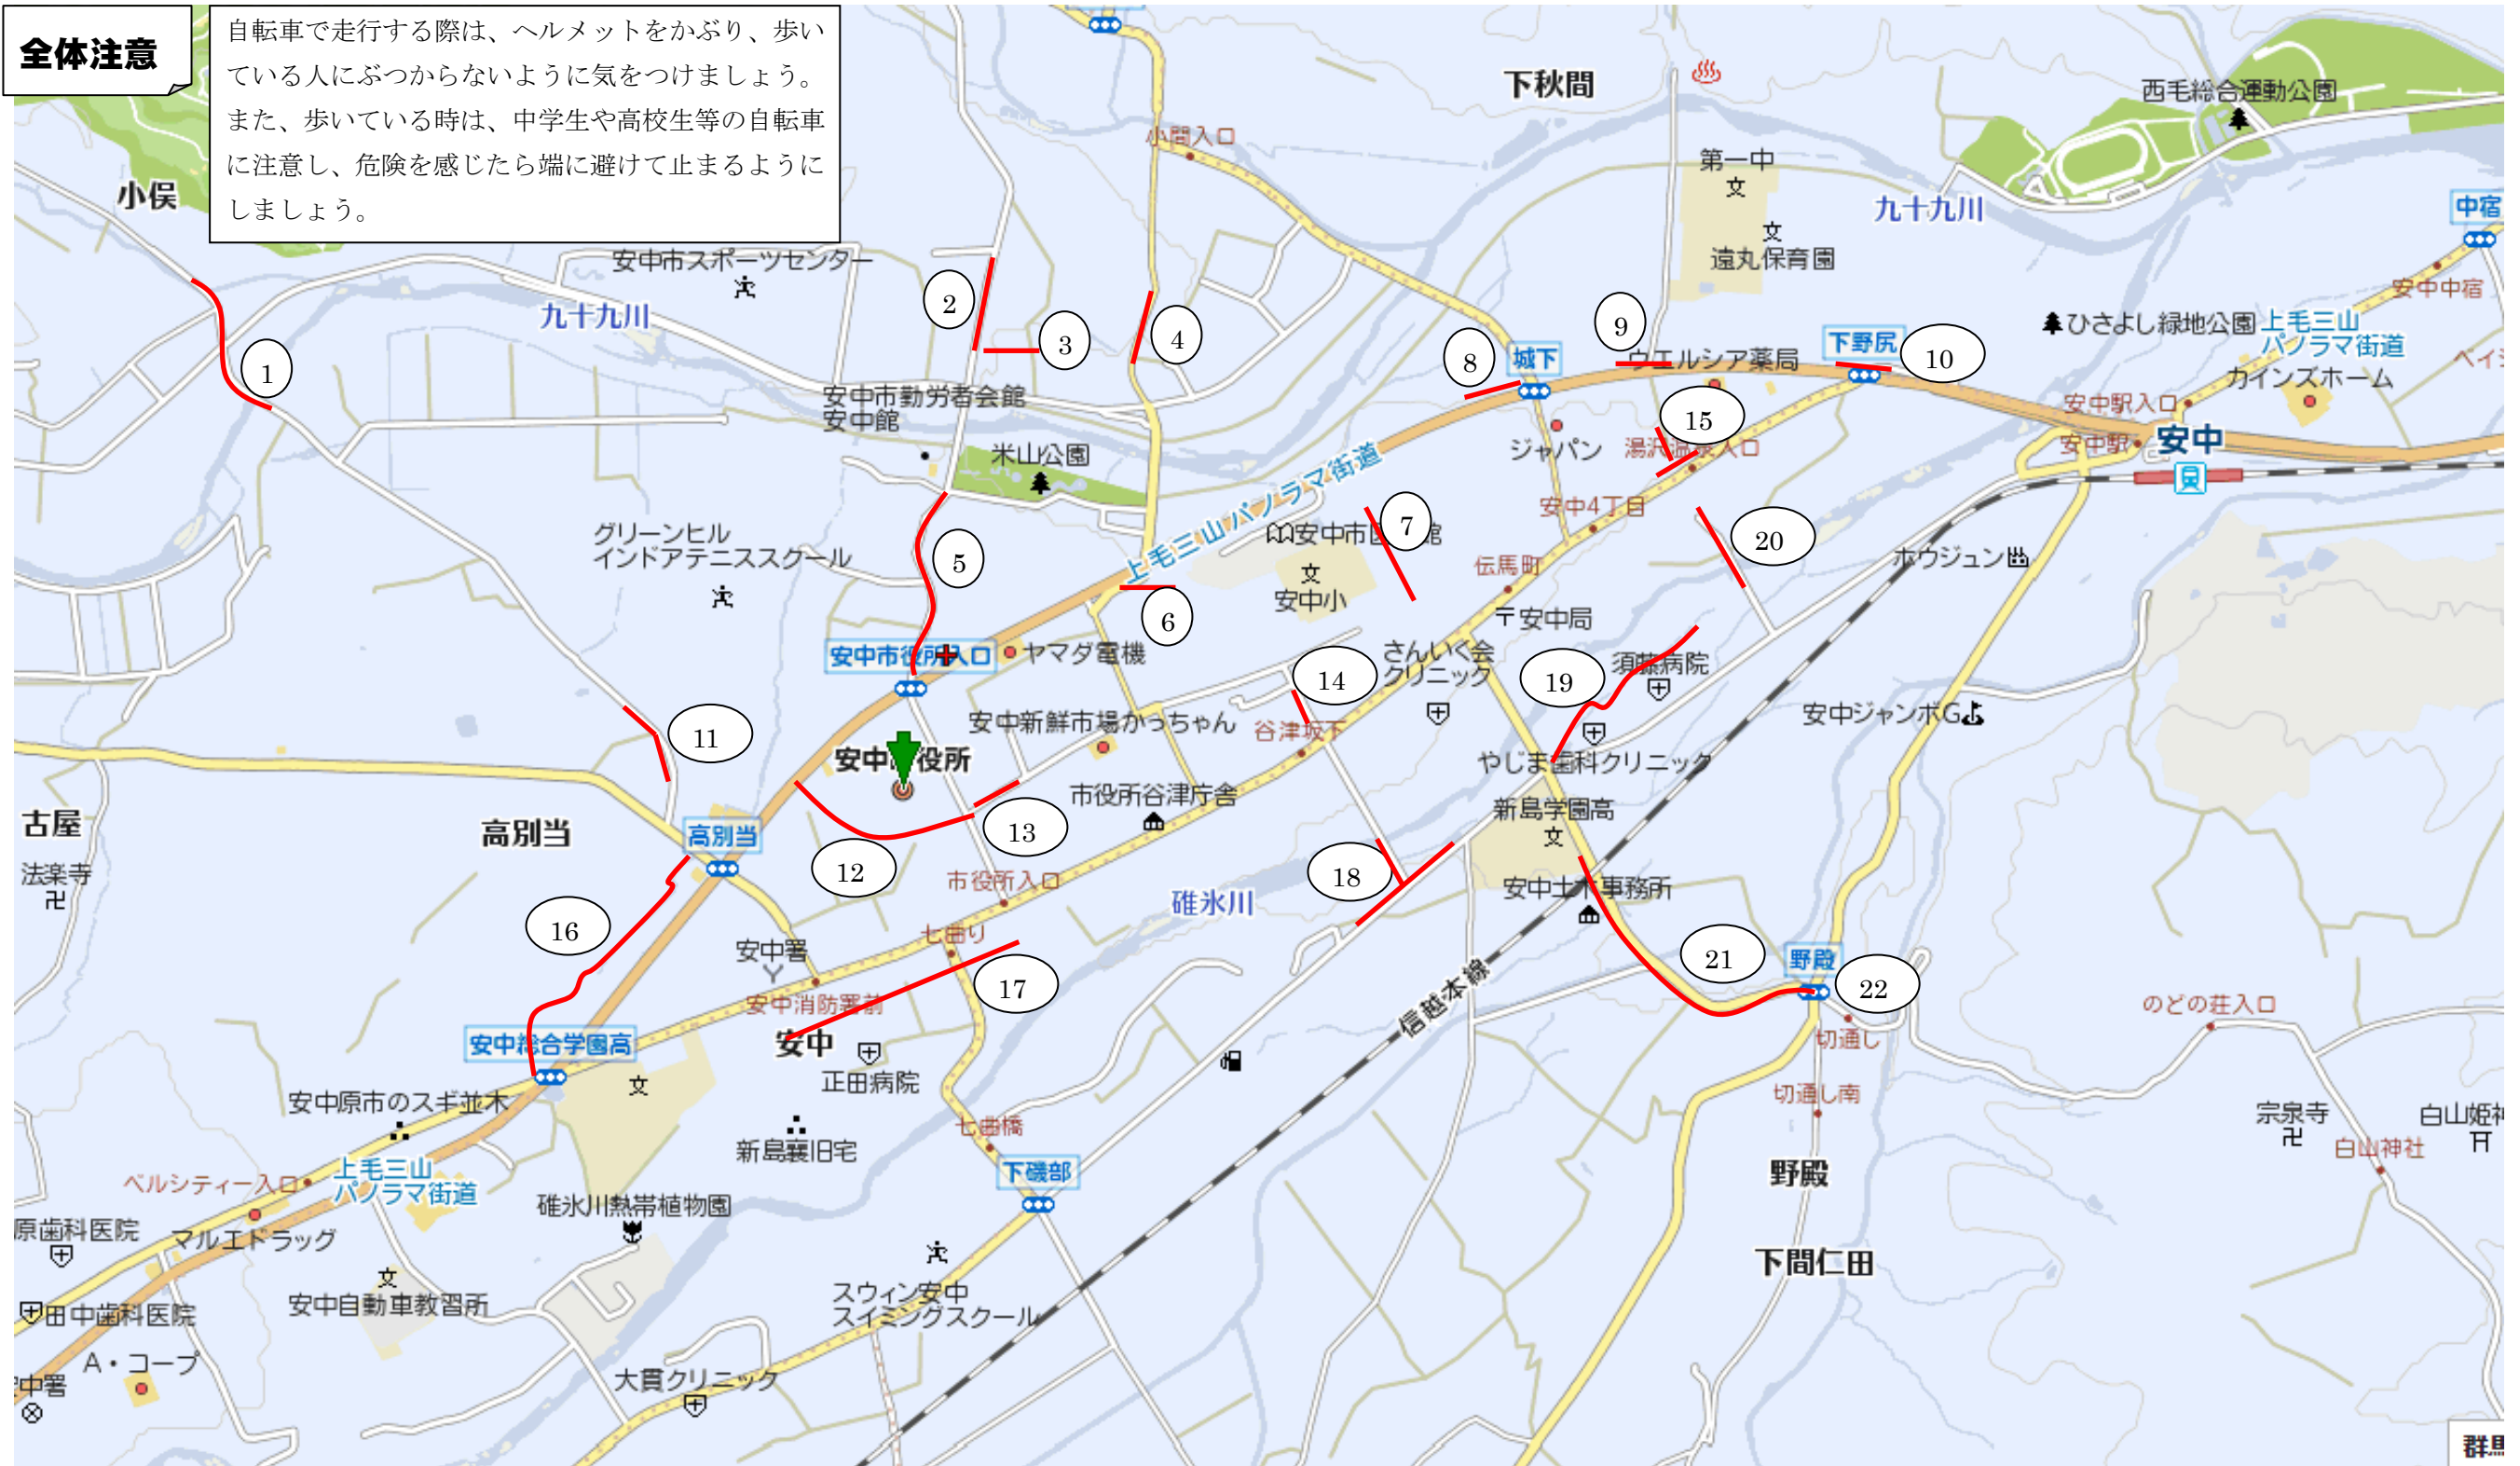 全体注意
自転車で走行する際は、ヘルメットをかぶり、歩い
ている人にぶつからないように気をつけましょう。
また、歩いている時は、中学生や高校生等の自転車
に注意し、危険を感じたら端に避けて止まるように
しましょう。
下秋間
西毛総合運動公園
小間入口
第一中
小俣
九十九川
中宿
遠丸保育園
安中市スポーツセンター
安中中宿
2
九十九川
9
3
4
ひさよし緑地公園
上毛三山
パノラマ街道
8
城下
ウエルシア薬局
下野尻
10
1
カインズホーム
安中市勤労者会館
安中館
安中駅入口
15
安中駅
安中
米山公園
ジャパン
湯沢温泉入口
上毛三山パノラマ街道
安中4丁目
グリーンヒル
インドアテニススクール
7
20
5
伝馬町
ホウジュン
安中小
6
〒安中局
安中市役所入口
ヤマダ電機
さんいく会
クリニック
須藤病院
14
19
11
安中新鮮市場かっちゃん
谷津坂下
安中ジャンボG
やじま歯科クリニック
市役所谷津庁舎
新島学園高
古屋
高別当
高別当
13
12
18
法楽寺
市役所入口
碓氷川
安中土木事務所
16
七曲り
安中署
21
野殿
22
17
安中消防署前
信越本線
のどの荘入口
安中総合学園高
安中
切通し
正田病院
安中原市のスギ並木
切通し南
宗泉寺
七曲橋
新島襄旧宅
白山神社
上毛三山
パノラマ街道
ベルシティー入口
下磯部
野殿
碓氷川熱帯植物園
原歯科医院
マルエドラッグ
下間仁田
安中自動車教習所
田中歯科医院
スウィン安中
スイミングスクール
A・コープ
大貫クリニック